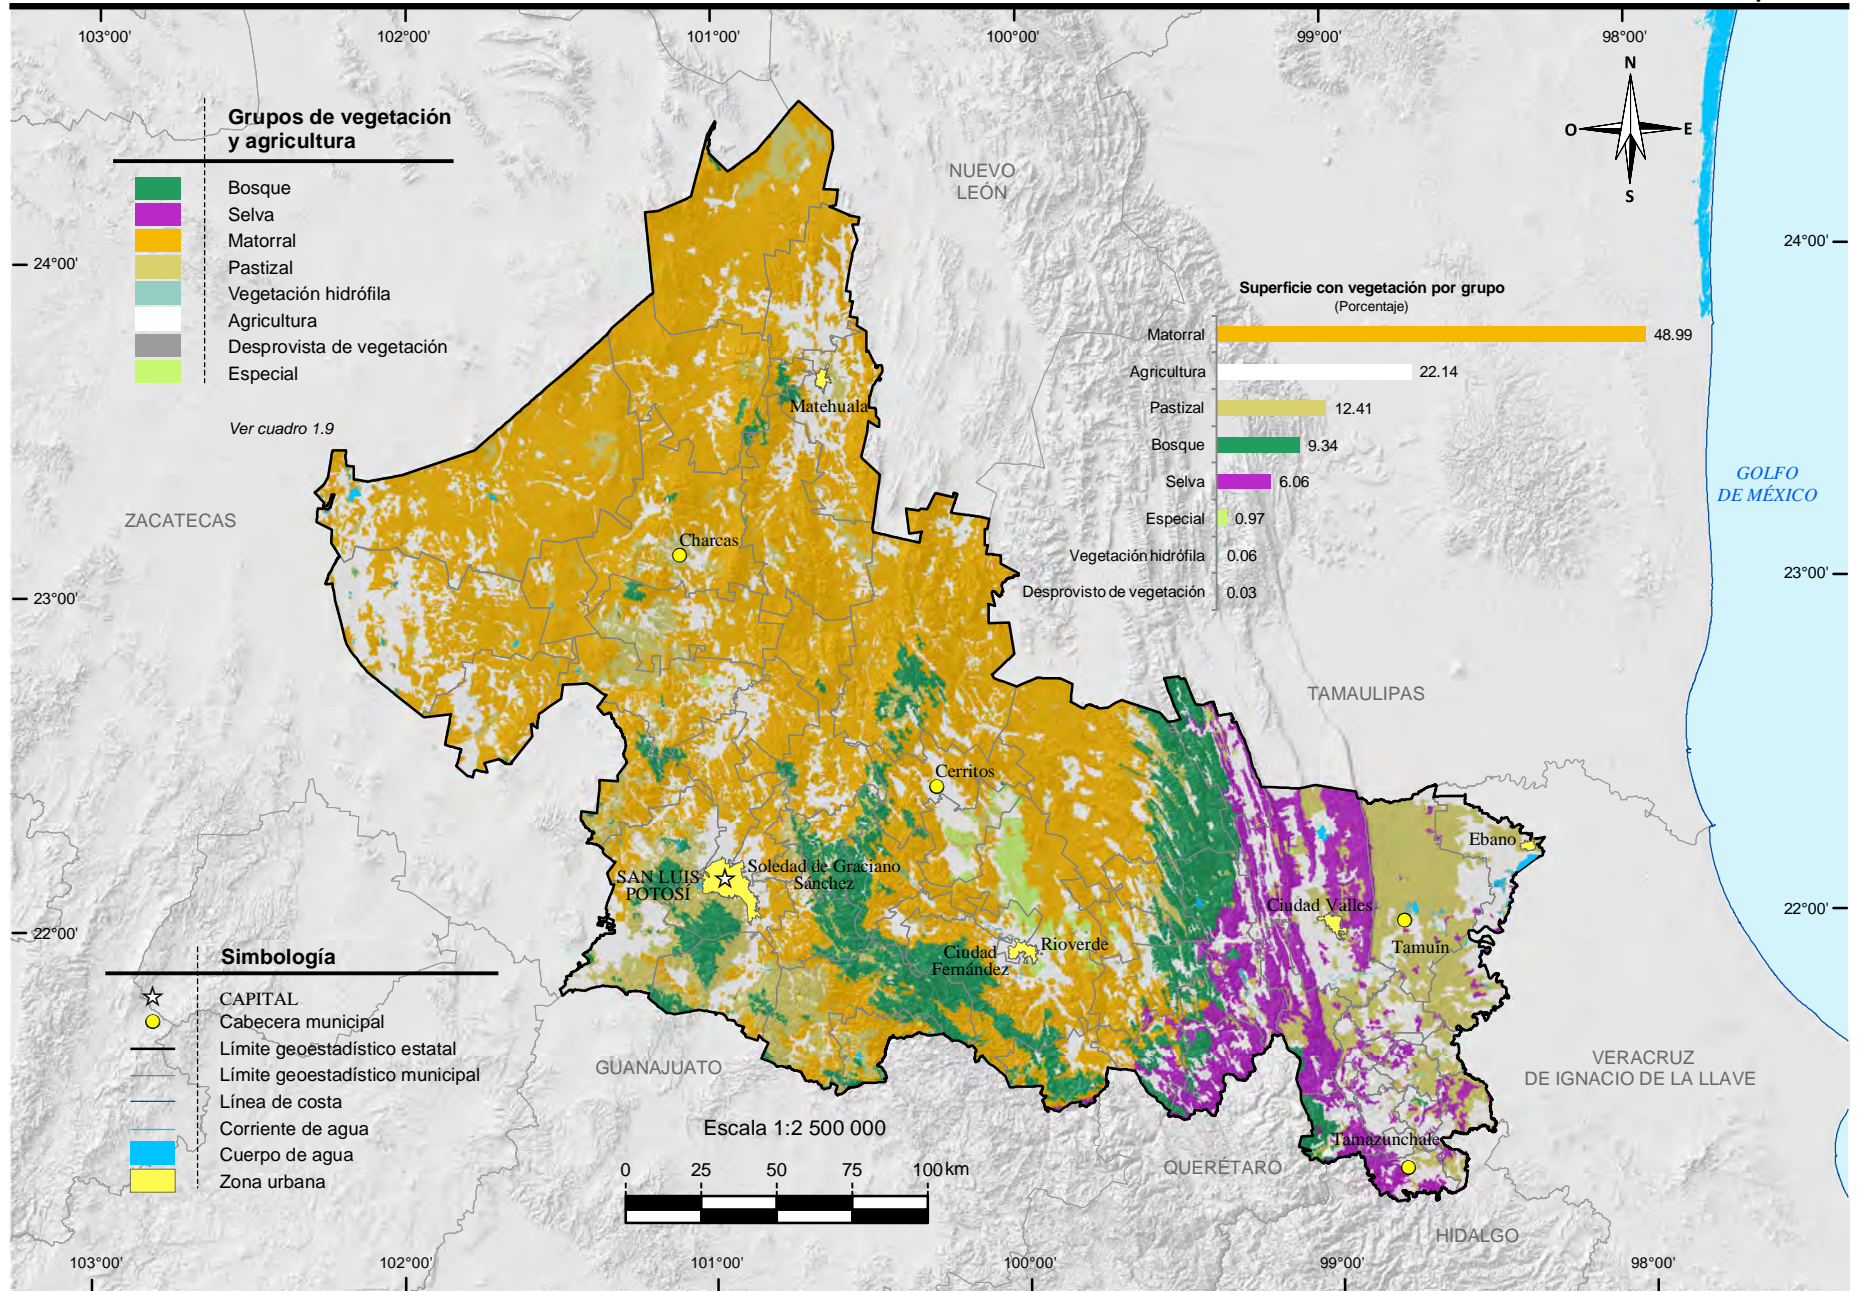 103°00'
102°00'
101°00'
100°00'
99°00'
98°00'
N
O
E
S
Grupos de vegetación
y agricultura
Bosque
Selva
Matorral
Pastizal
Vegetación hidrófila
Agricultura
Desprovista de vegetación
Especial
Ver cuadro 1.9
NUEVO
LEÓN
24°00'
24°00'
Superficie con vegetación por grupo
(Porcentaje)
Matorral 48.99
Agricultura 22.14
Pastizal 12.41
Bosque 9.34
Selva 6.06
Especial 0.97
Vegetación hidrófila 0.06
Desprovisto de vegetación 0.03
Matehuala
GOLFO
DE MÉXICO
ZACATECAS
Charcas
23°00'
23°00'
TAMAULIPAS
Cerritos
Ebano
Soledad de Graciano
Sánchez
SAN LUIS
POTOSÍ
Ciudad Valles
Tamuín
22°00'
22°00'
Rioverde
Ciudad
Fernández
Simbología
CAPITAL
Cabecera municipal
Límite geoestadístico estatal
Límite geoestadístico municipal
Línea de costa
Corriente de agua
Cuerpo de agua
Zona urbana
GUANAJUATO
VERACRUZ
DE IGNACIO DE LA LLAVE
Escala 1:2 500 000
0 25 50 75 100 km
Tamazunchale
QUERÉTARO
HIDALGO
103°00'
102°00'
101°00'
100°00'
99°00'
98°00'